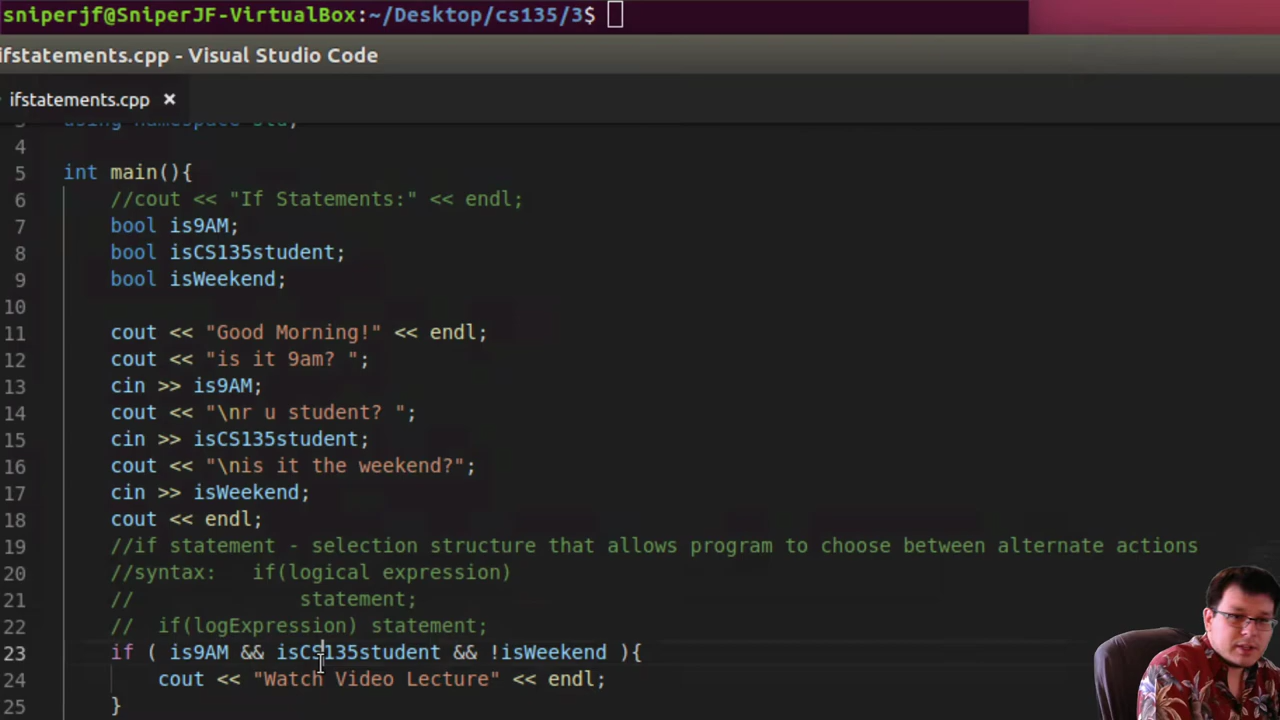 sniperjf@SniperJF-VirtualBox:~/Desktop/cs135/3$
ifstatements.cpp - Visual Studio Code
ifstatements.cpp ×
3 using namespace std;
4
5 int main(){
6 //cout << "If Statements:" << endl;
7 bool is9AM;
8 bool isCS135student;
9 bool isWeekend;
10
11 cout << "Good Morning!" << endl;
12 cout << "is it 9am? ";
13 cin >> is9AM;
14 cout << "\nr u student? ";
15 cin >> isCS135student;
16 cout << "\nis it the weekend?";
17 cin >> isWeekend;
18 cout << endl;
19 //if statement - selection structure that allows program to choose between alternate actions
20 //syntax: if(logical expression)
21 // statement;
22 // if(logExpression) statement;
23 if ( is9AM && isCS135student && !isWeekend ){
24 cout << "Watch Video Lecture" << endl;
25 }